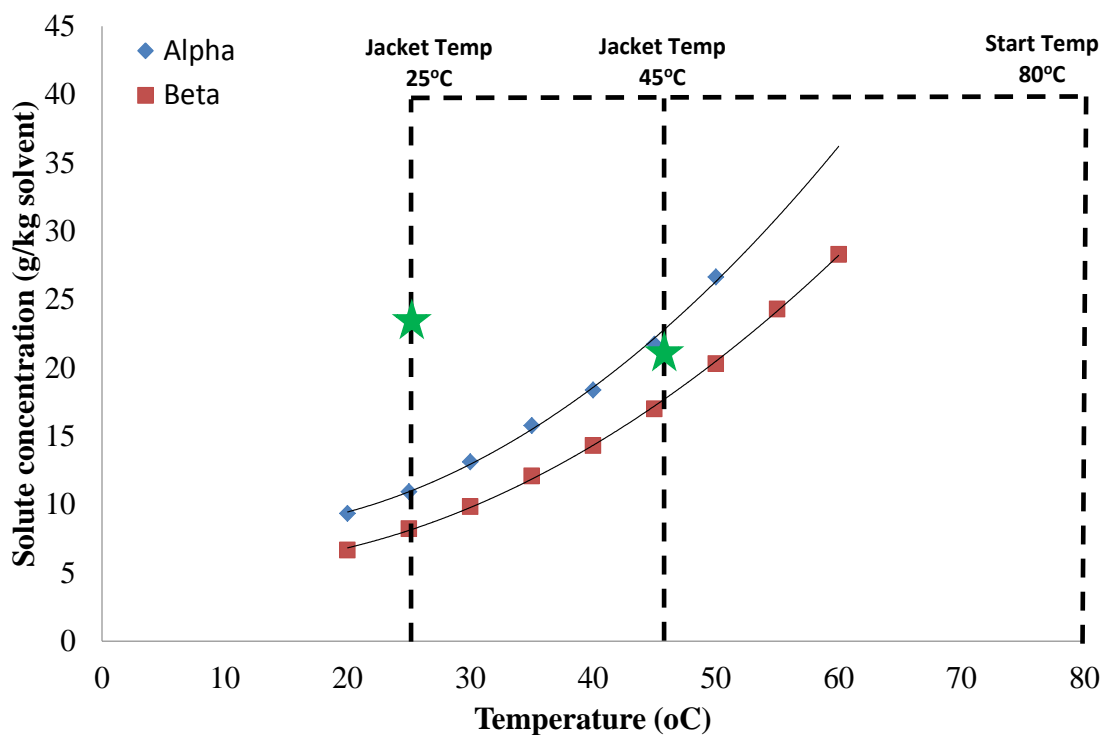 45
40
35
30
25
20
15
10
5
0
Solute concentration (g/kg solvent)
Alpha
Beta
Jacket Temp
25°C
Jacket Temp
45°C
Start Temp
80°C
0 10 20 30 40 50 60 70 80
Temperature (oC)